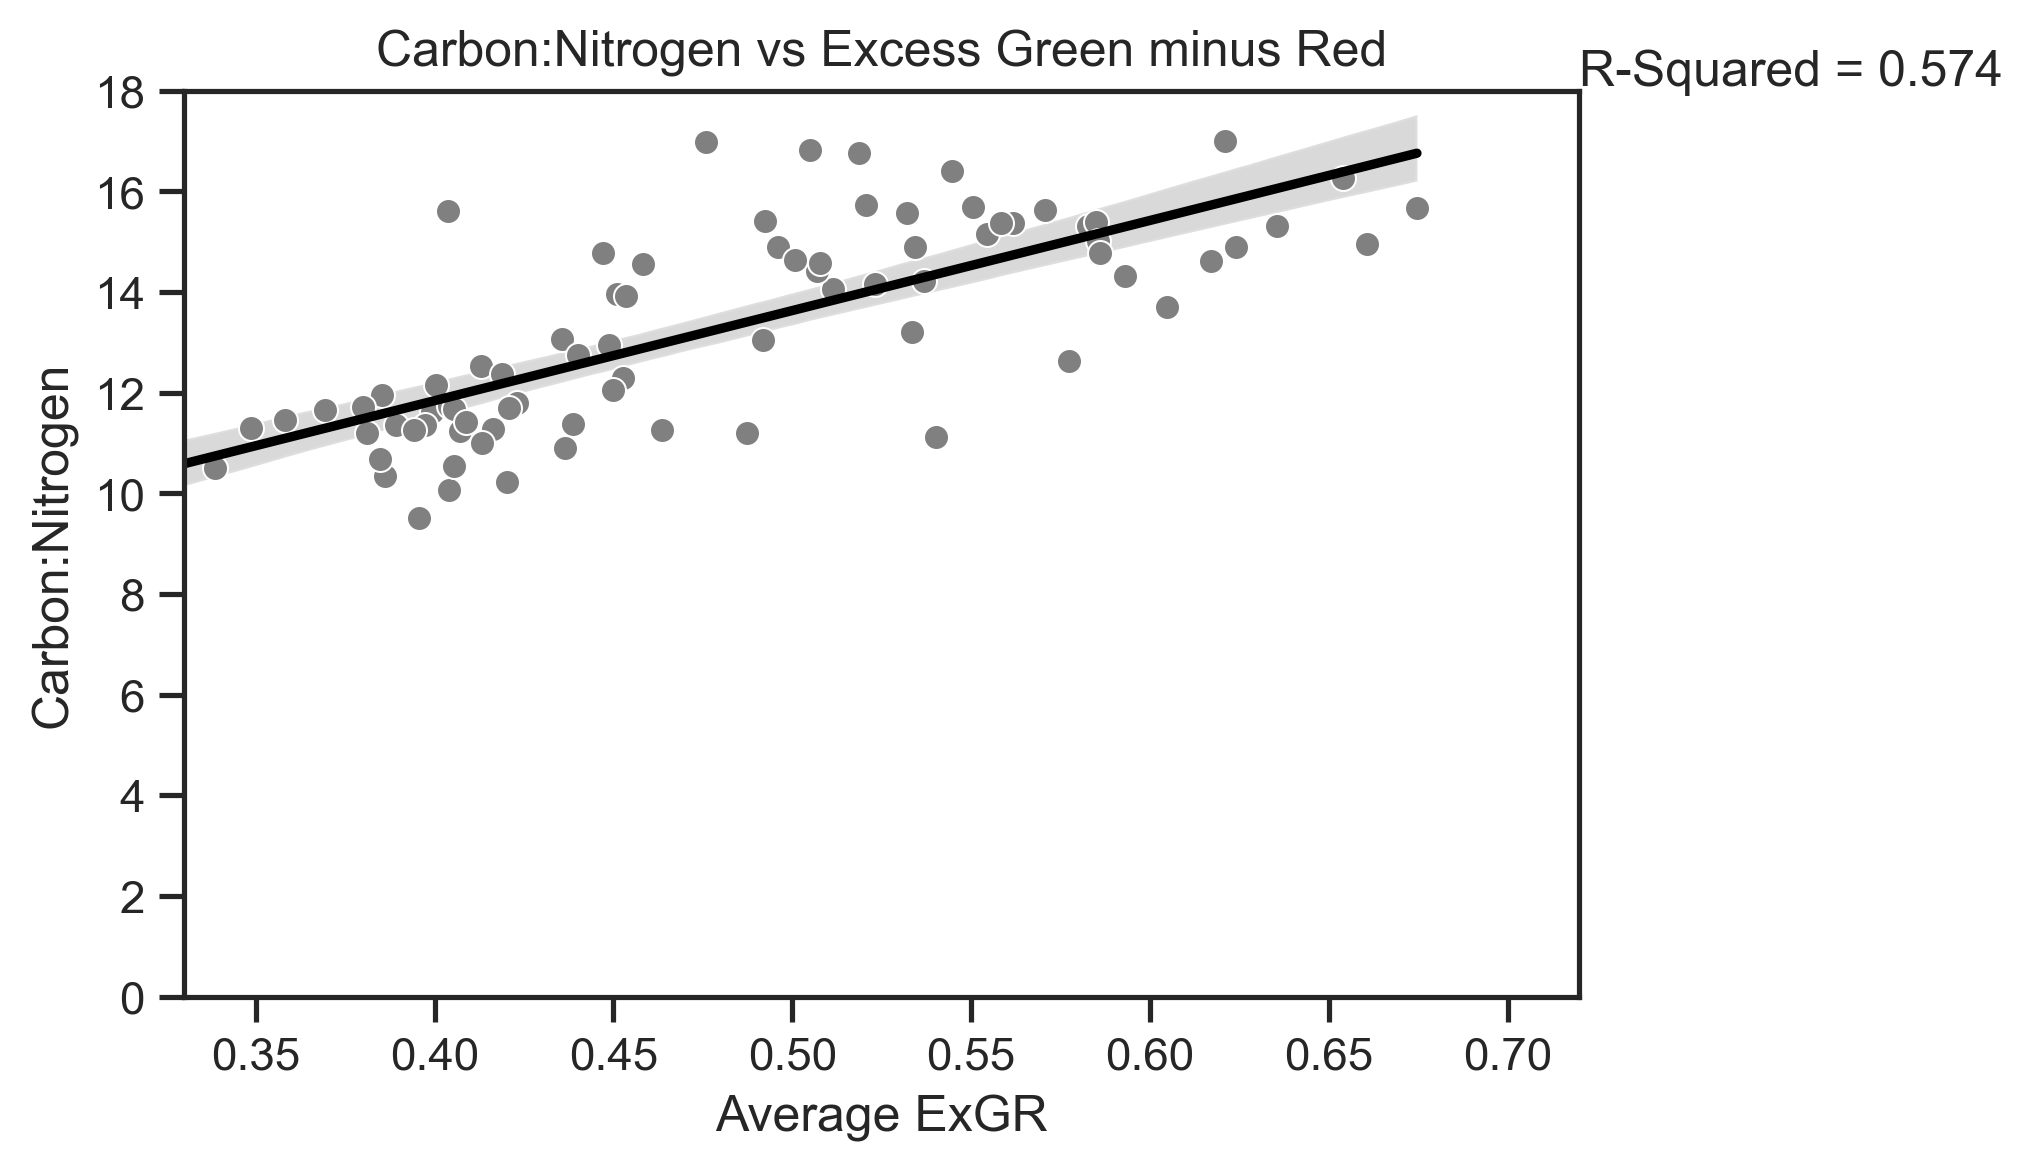 Carbon:Nitrogen vs Excess Green minus Red
R-Squared = 0.574
Carbon:Nitrogen
18
16
14
12
10
8
6
4
2
0
0.35 0.40 0.45 0.50 0.55 0.60 0.65 0.70
Average ExGR